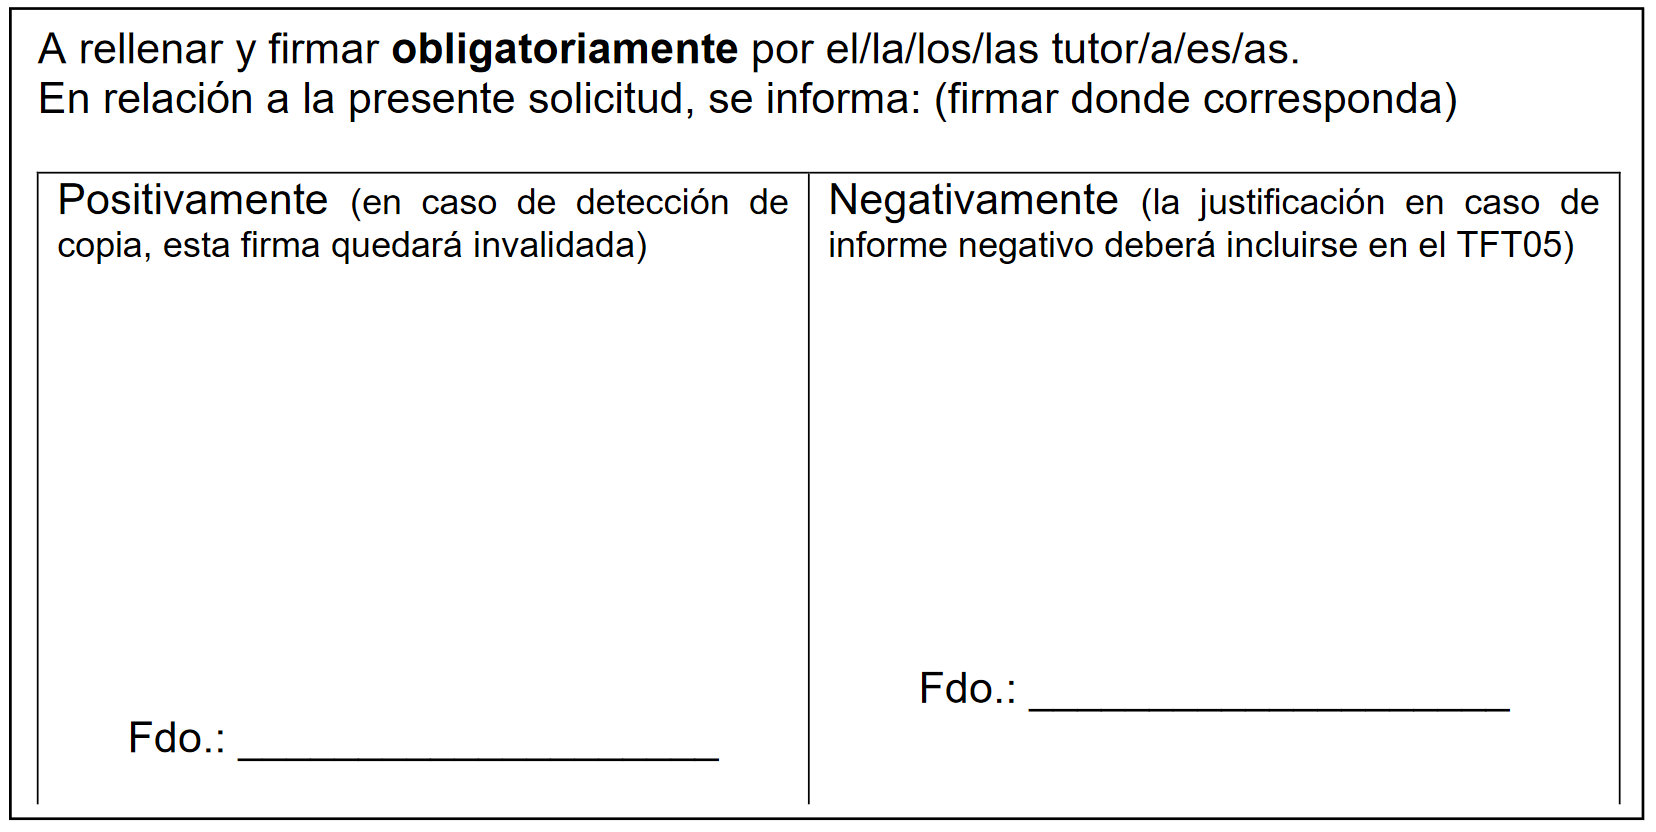 A rellenar y firmar obligatoriamente por el/la/los/las tutor/a/es/as.
En relación a la presente solicitud, se informa: (firmar donde corresponda)
Positivamente (en caso de detección de
copia, esta firma quedará invalidada)
Fdo.: ____________________
Negativamente (la justificación en caso de
informe negativo deberá incluirse en el TFT05)
Fdo.: ____________________